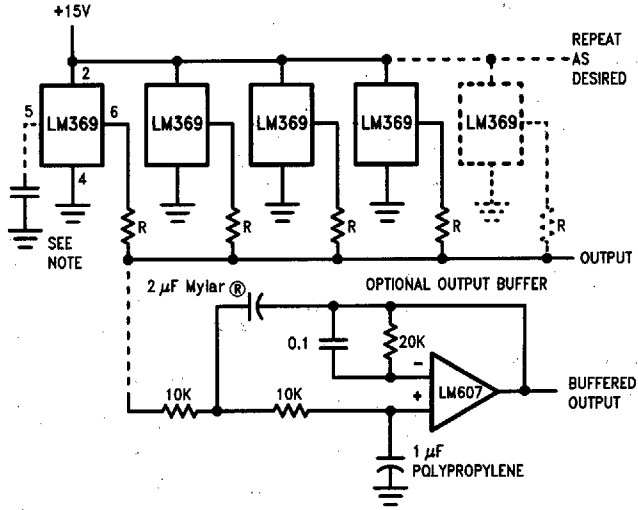 +15V
REPEAT
AS
DESIRED
2
5
LM369
6
LM369
LM369
LM369
LM369
4
SEE
NOTE
R
R
R
R
R
OUTPUT
2 μF Mylar ®
OPTIONAL OUTPUT BUFFER
0.1
20K
10K
10K
-
+
LM607
BUFFERED
OUTPUT
1 μF
POLYPROPYLENE